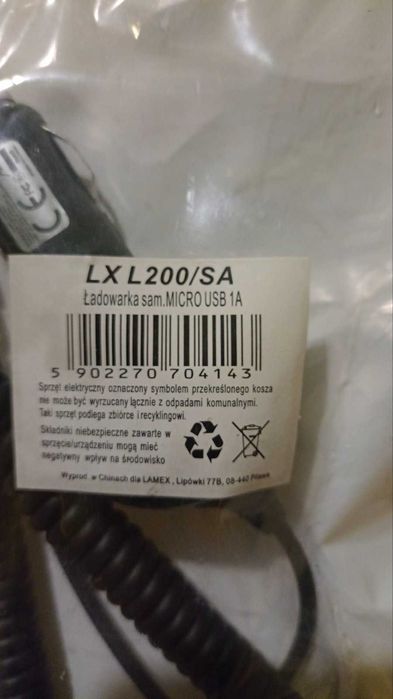 LX L200/SA
Ładowarka sam.MICRO USB 1A
5 902270 704143
Sprzęt elektryczny oznaczony symbolem przekreślonego kosza
nie może być wyrzucany łącznie z odpadami komunalnymi.
Taki sprzęt podlega zbiórce i recyklingowi.
Składniki niebezpieczne zawarte w
sprzęcie/urządzeniu mogą mieć
negatywny wpływ na środowisko
Wyprod. w Chinach dla LAMEX , Lipówki 77B, 08-440 Pilawa
CE